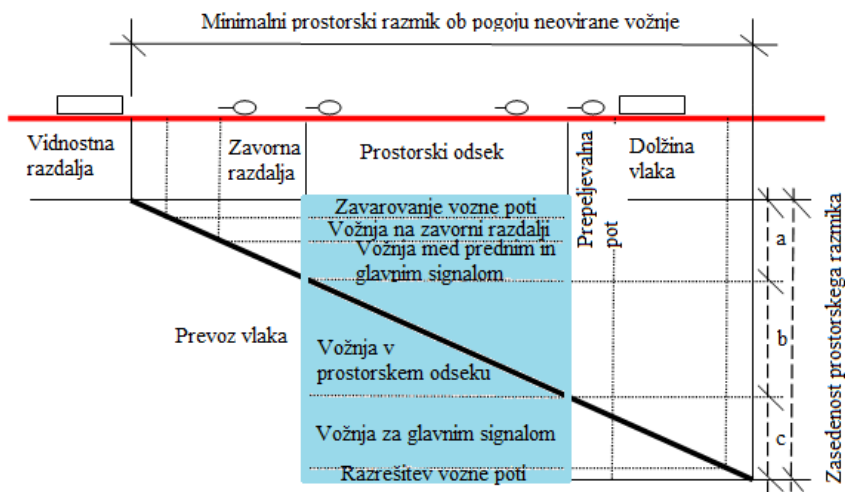 Minimalni prostorski razmik ob pogoju neovirane vožnje
Vidnostna
razdalja
Zavorna
razdalja
Prostorski odsek
Prepeljevalna
pot
Dolžina
vlaka
Zavarovanje vozne poti
Vožnja na zavorni razdalji
Vožnja med prednim in
glavnim signalom
Prevoz vlaka
Vožnja v
prostorskem odseku
Vožnja za glavnim signalom
Razrešitev vozne poti
a
b
c
Zasedenost prostorskega razmika